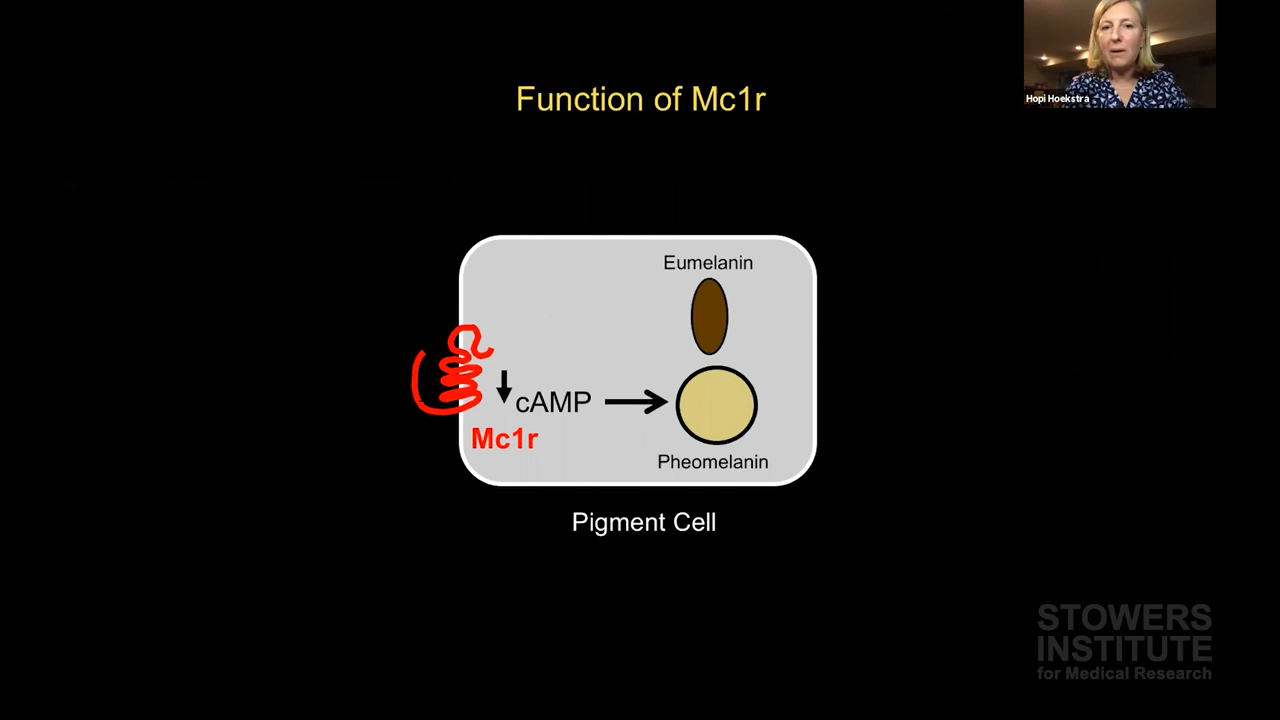 Hopi Hoekstra
Function of Mc1r
Eumelanin
cAMP
Mc1r
Pheomelanin
Pigment Cell
STOWERS
INSTITUTE
for Medical Research